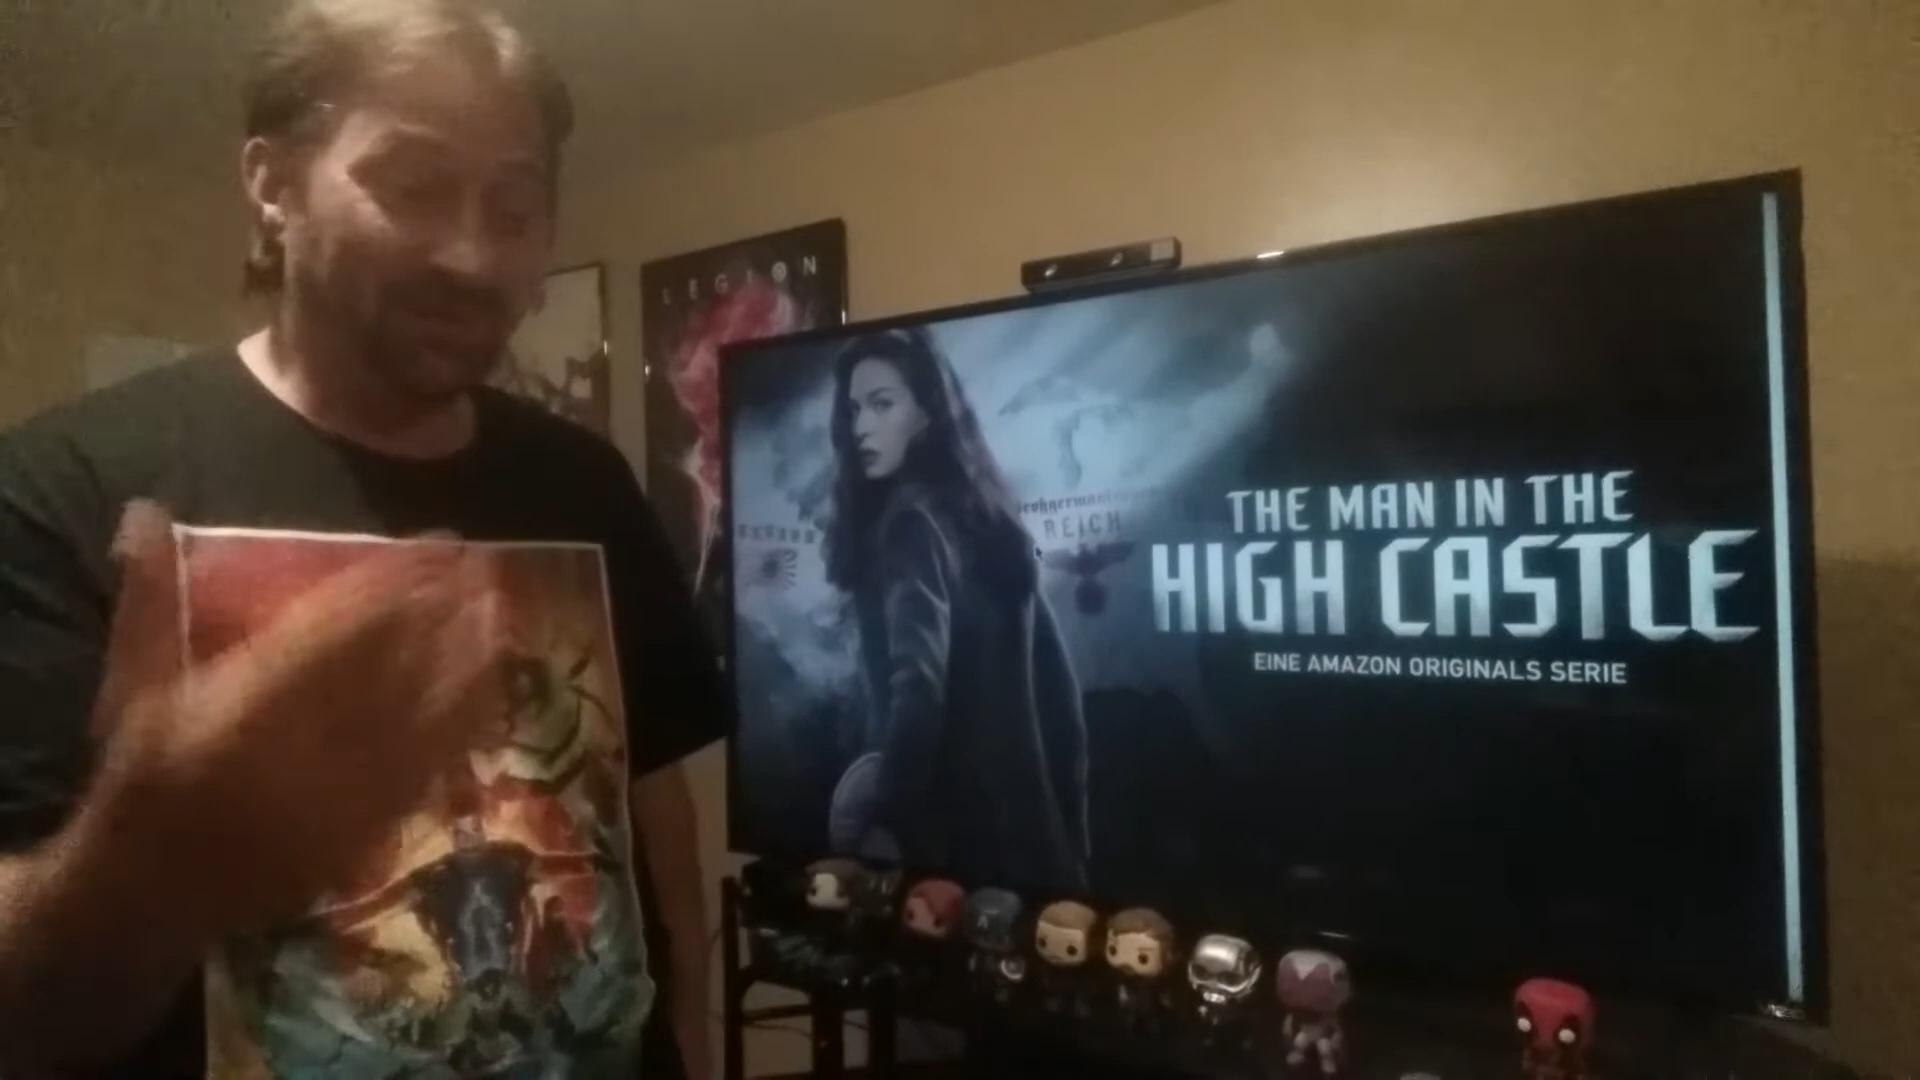 LEGION
REICH
THE MAN IN THE
HIGH CASTLE
EINE AMAZON ORIGINALS SERIE